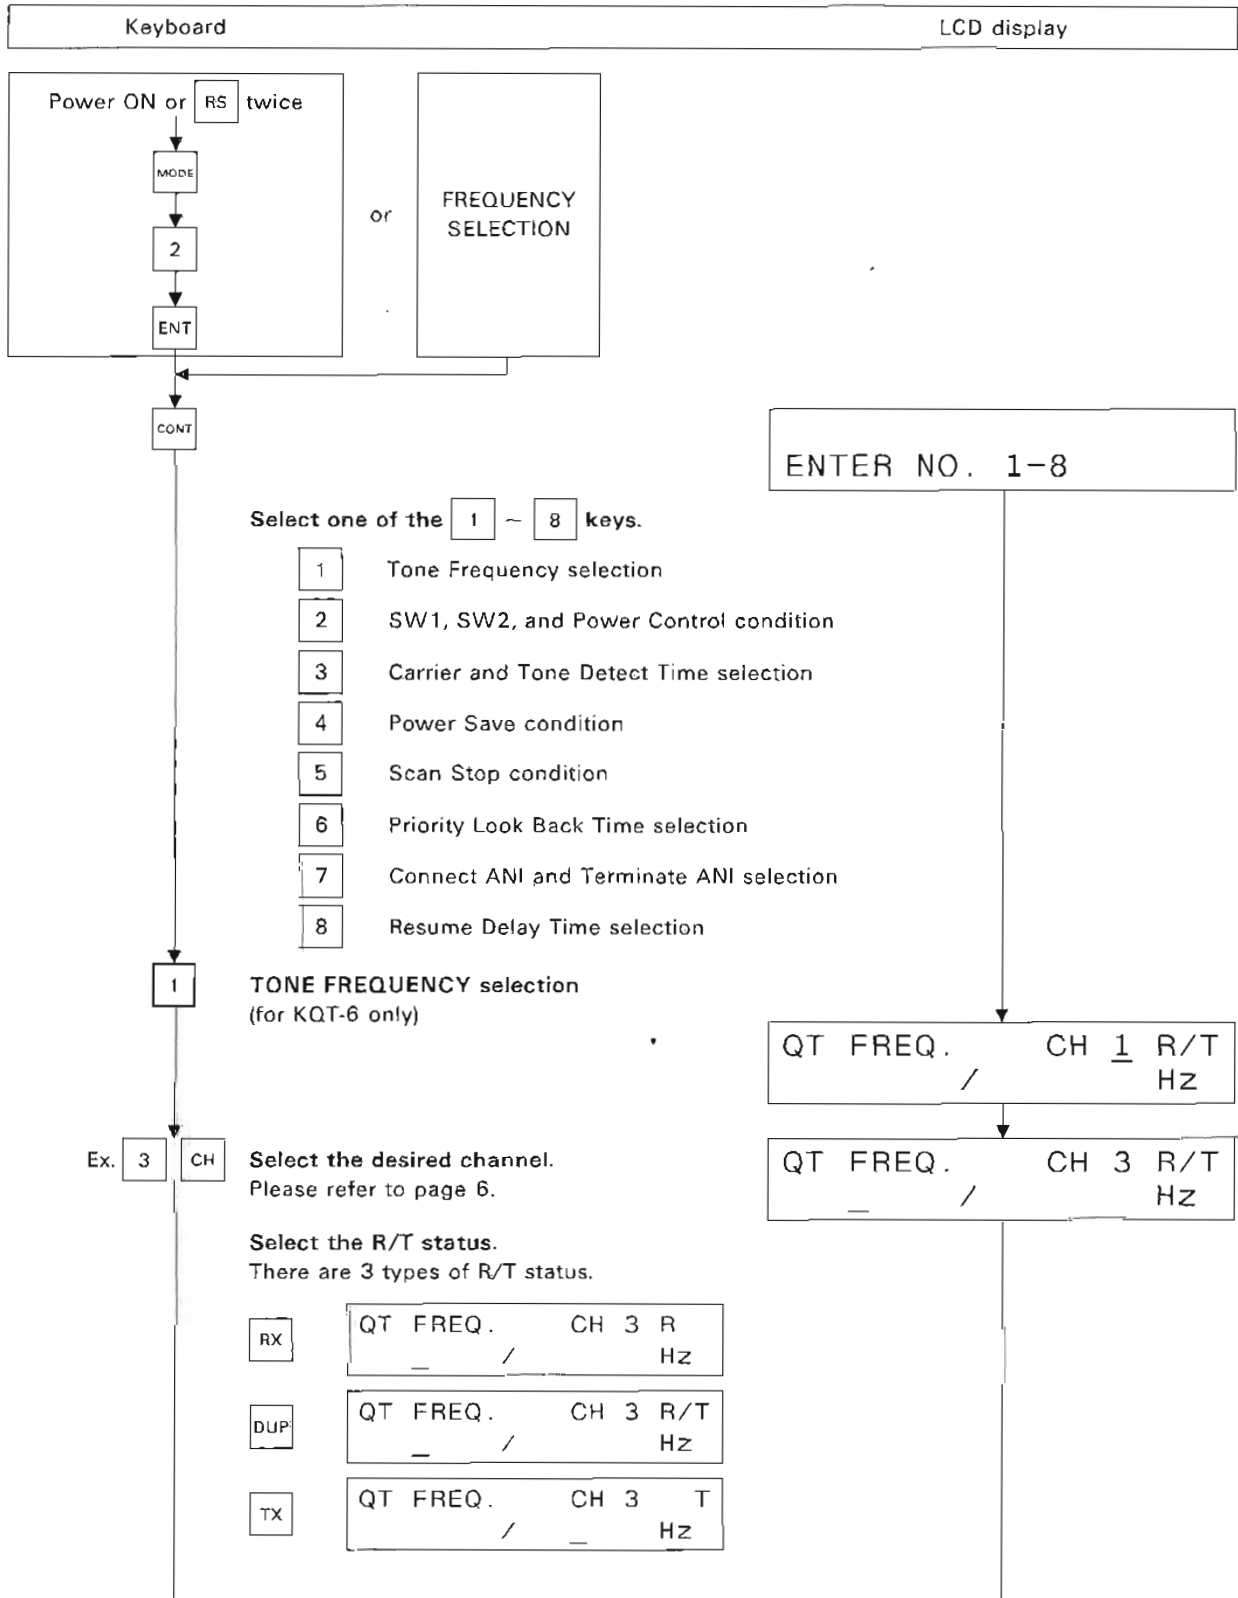 Keyboard LCD display
Power ON or RS twice
MODE
2
ENT
or
FREQUENCY
SELECTION
CONT
ENTER NO. 1-8
Select one of the 1 ~ 8 keys.
1 Tone Frequency selection
2 SW1, SW2, and Power Control condition
3 Carrier and Tone Detect Time selection
4 Power Save condition
5 Scan Stop condition
6 Priority Look Back Time selection
7 Connect ANI and Terminate ANI selection
8 Resume Delay Time selection
1 TONE FREQUENCY selection
(for KQT-6 only)
QT FREQ. CH 1 R/T
/ Hz
Ex. 3 CH Select the desired channel.
Please refer to page 6.
QT FREQ. CH 3 R/T
_ / Hz
Select the R/T status.
There are 3 types of R/T status.
RX
QT FREQ. CH 3 R
_ / Hz
DUP
QT FREQ. CH 3 R/T
_ / Hz
TX
QT FREQ. CH 3 T
/ _ Hz